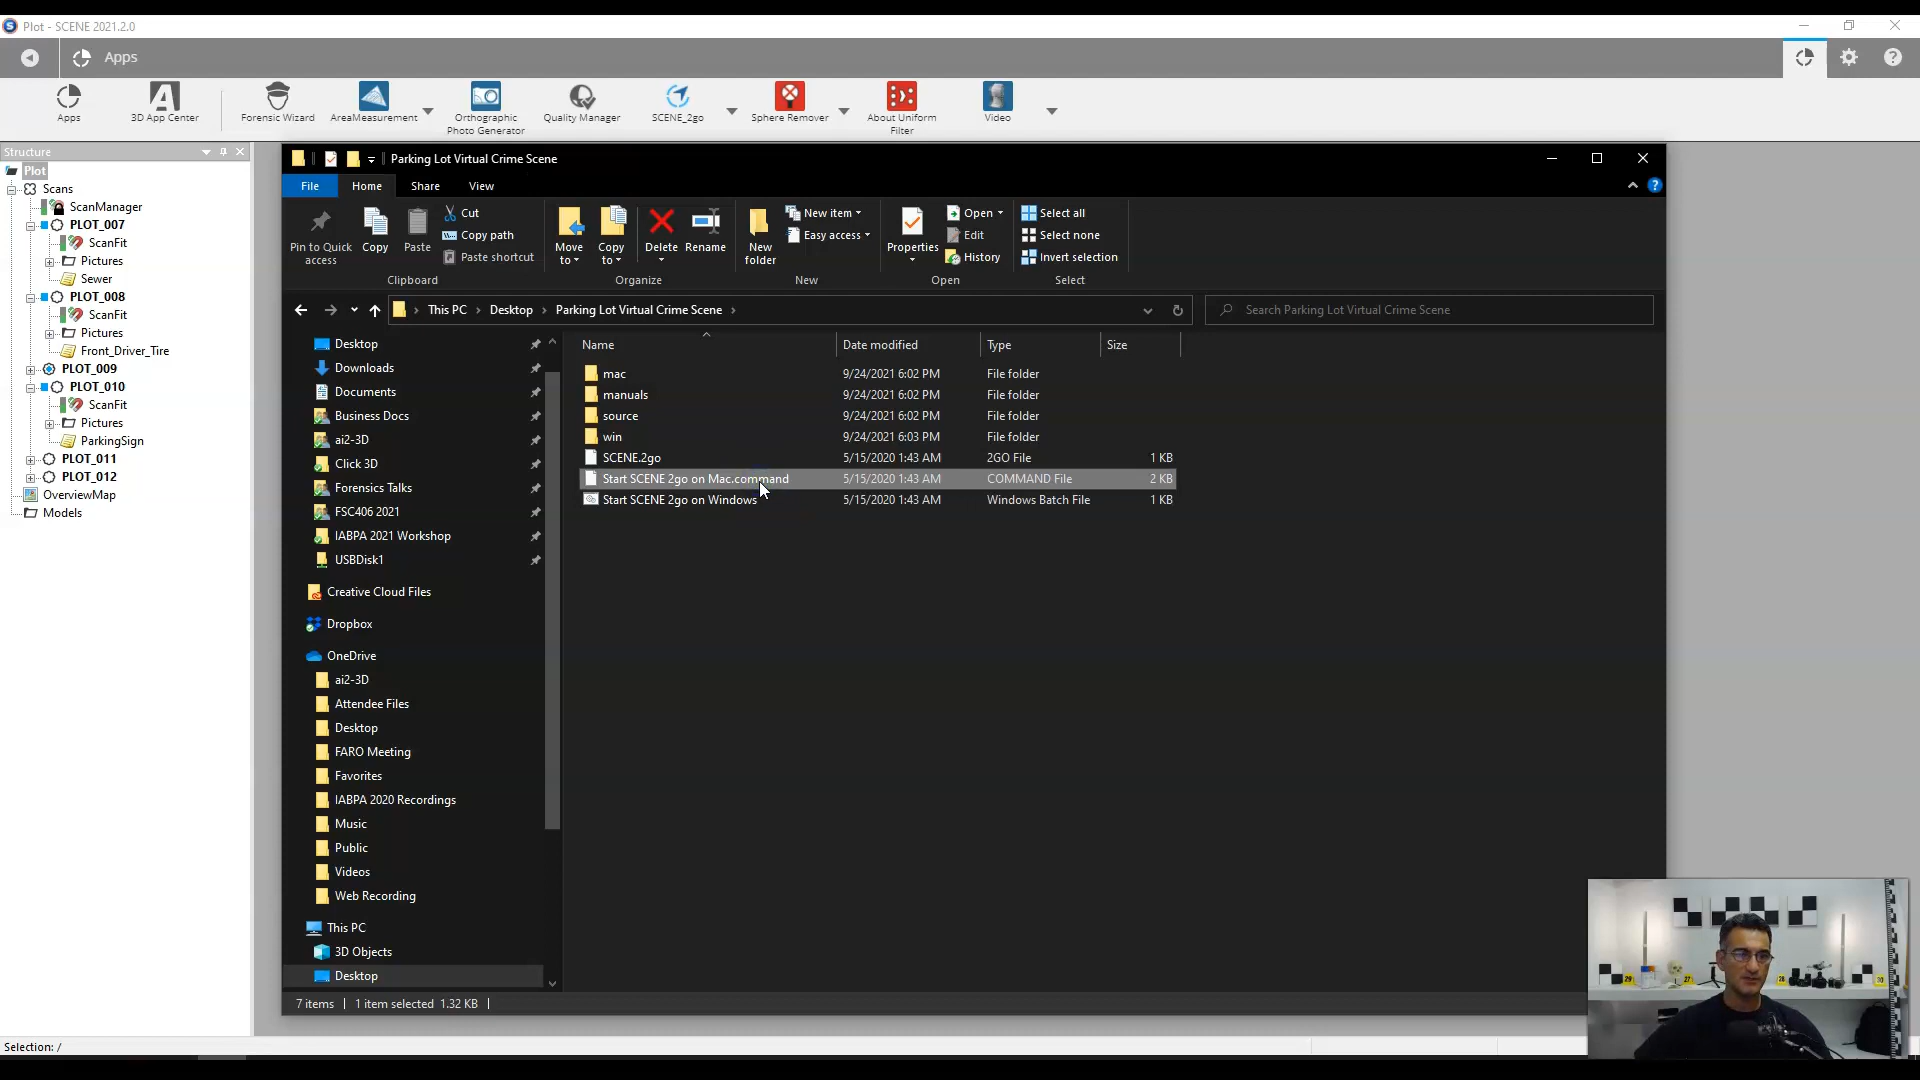 Plot - SCENE 2021.2.0
Apps
Apps
3D App Center
Forensic Wizard
AreaMeasurement
Orthographic
Photo Generator
Quality Manager
SCENE_2go
Sphere Remover
About Uniform
Filter
Video
Structure
Plot
Scans
ScanManager
PLOT_007
ScanFit
Pictures
Sewer
PLOT_008
ScanFit
Pictures
Front_Driver_Tire
PLOT_009
PLOT_010
ScanFit
Pictures
ParkingSign
PLOT_011
PLOT_012
OverviewMap
Models
Parking Lot Virtual Crime Scene
File Home Share View
Pin to Quick
access
Copy
Paste
Cut
Copy path
Paste shortcut
Clipboard
Move
to
Copy
to
Delete
Rename
Organize
New
folder
New item
Easy access
New
Properties
Open
Edit
History
Open
Select all
Select none
Invert selection
Select
This PC Desktop Parking Lot Virtual Crime Scene
Search Parking Lot Virtual Crime Scene
Desktop
Downloads
Documents
Business Docs
ai2-3D
Click 3D
Forensics Talks
FSC406 2021
IABPA 2021 Workshop
USBDisk1
Creative Cloud Files
Dropbox
OneDrive
ai2-3D
Attendee Files
Desktop
FARO Meeting
Favorites
IABPA 2020 Recordings
Music
Public
Videos
Web Recording
This PC
3D Objects
Desktop
Name Date modified Type Size
mac 9/24/2021 6:02 PM File folder
manuals 9/24/2021 6:02 PM File folder
source 9/24/2021 6:02 PM File folder
win 9/24/2021 6:03 PM File folder
SCENE.2go 5/15/2020 1:43 AM 2GO File 1 KB
Start SCENE 2go on Mac.command 5/15/2020 1:43 AM COMMAND File 2 KB
Start SCENE 2go on Windows 5/15/2020 1:43 AM Windows Batch File 1 KB
7 items 1 item selected 1.32 KB
29 27 28 30
Selection: /